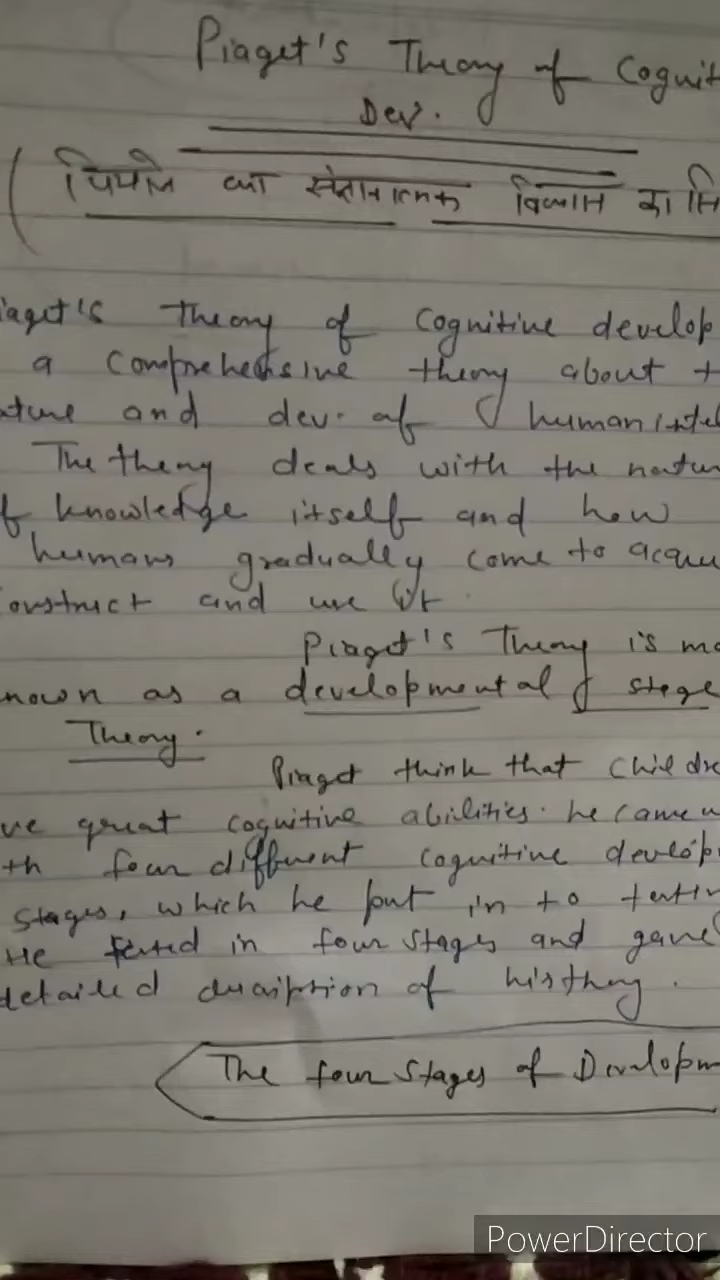 Piaget's Theory of Cognit
Dev.
( पियाजे का संज्ञानात्मक विकास का सि
iaget's theory of cognitive develop
a comprehensive theory about t
ature and dev. of human intel
The theory deals with the natur
f knowledge itself and how
humans gradually come to acqui
onstruct and use it.
Piaget's Theory is mo
nown as a developmental stage
Theory.
Piaget think that childre
ve great cognitive abilities. he came u
th four different cognitive develop
stages, which he put in to testin
He tested in four stages and gave
detailed description of his theory.
The four stages of Developm
PowerDirector